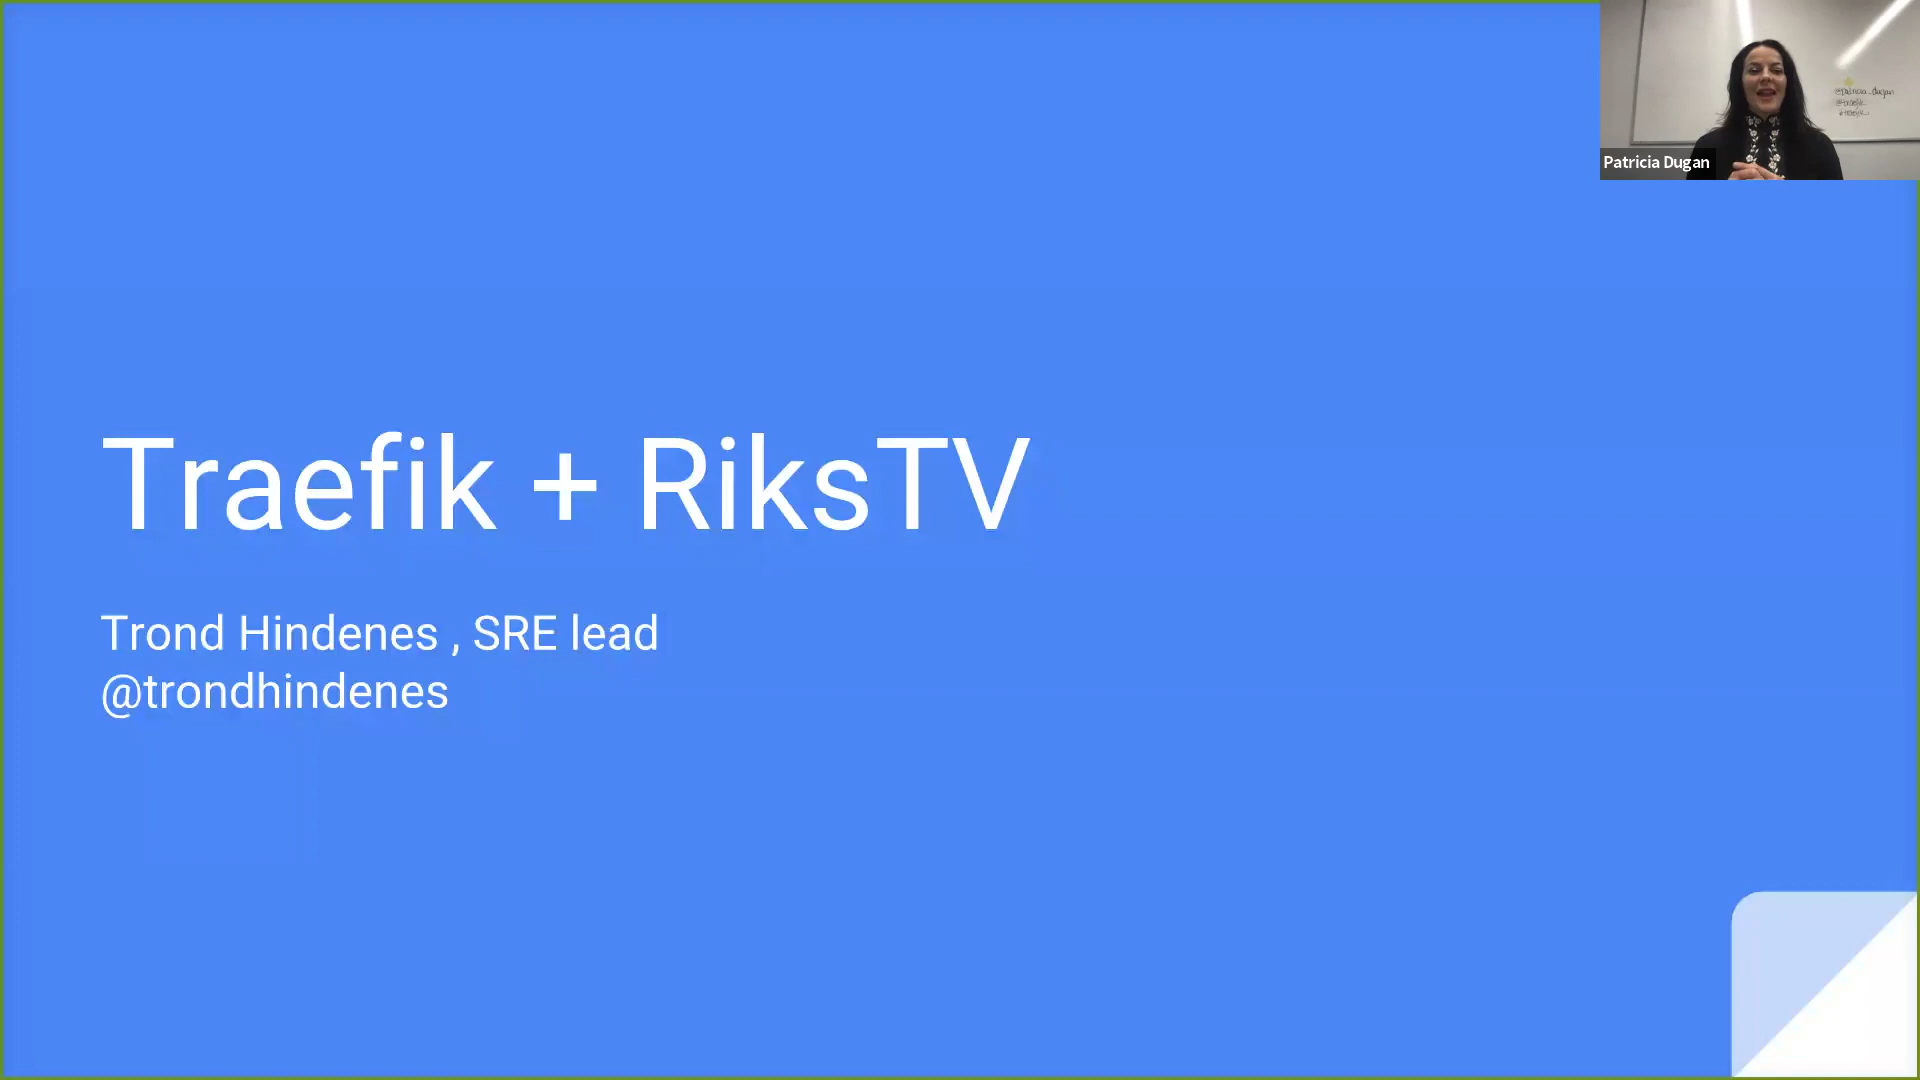 Traefik + RiksTV
Trond Hindenes , SRE lead
@trondhindenes
Patricia Dugan